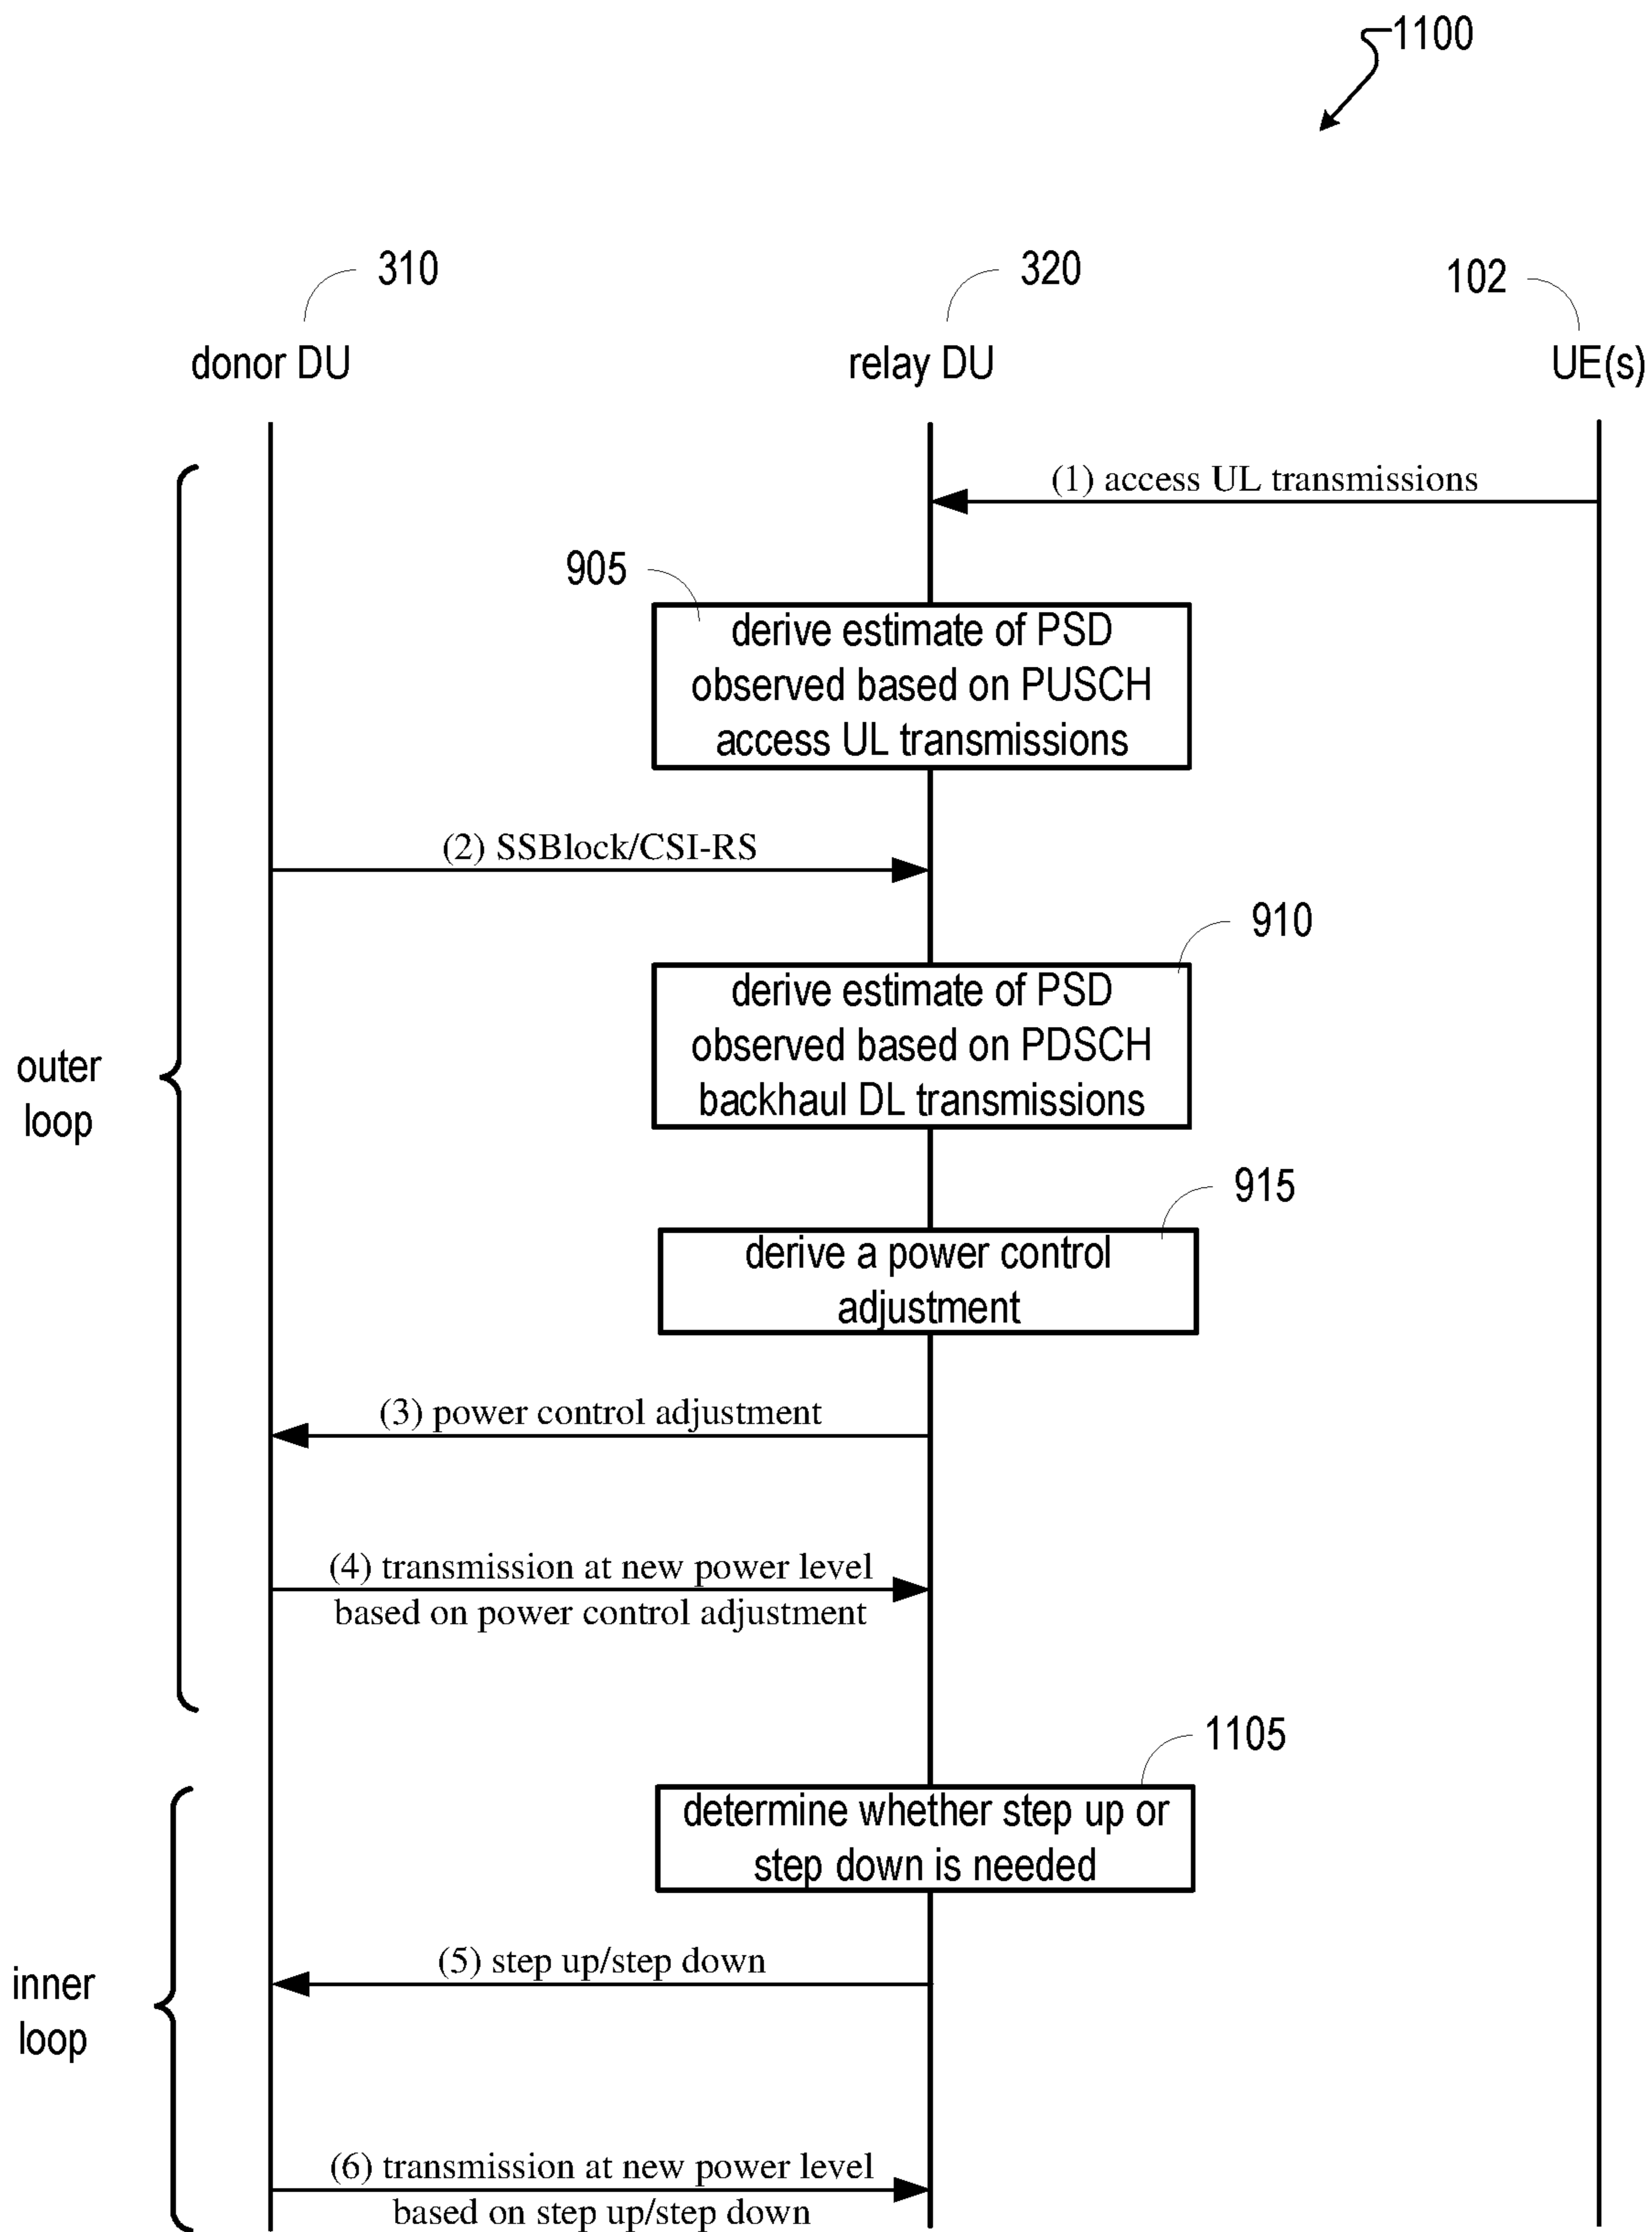 1100
310
320
102
donor DU
relay DU
UE(s)
(1) access UL transmissions
905
derive estimate of PSD
observed based on PUSCH
access UL transmissions
(2) SSBlock/CSI-RS
910
derive estimate of PSD
observed based on PDSCH
backhaul DL transmissions
outer
loop
915
derive a power control
adjustment
(3) power control adjustment
(4) transmission at new power level
based on power control adjustment
1105
determine whether step up or
step down is needed
(5) step up/step down
inner
loop
(6) transmission at new power level
based on step up/step down